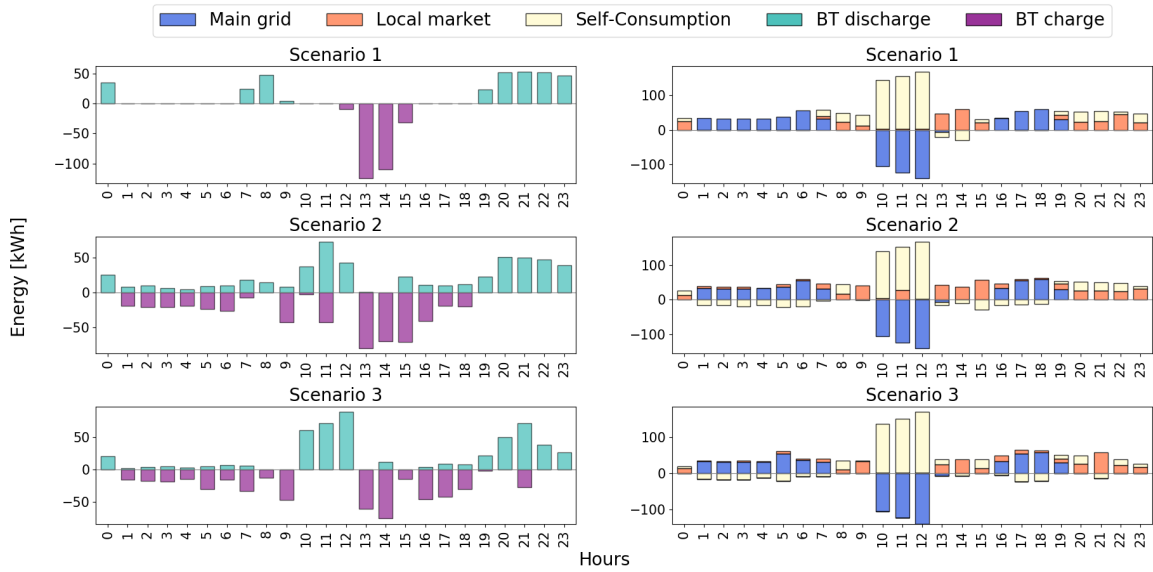 Main grid Local market Self-Consumption BT discharge BT charge
Scenario 1
50
0
−50
−100
0 1 2 3 4 5 6 7 8 9 10 11 12 13 14 15 16 17 18 19 20 21 22 23
Scenario 1
100
0
−100
0 1 2 3 4 5 6 7 8 9 10 11 12 13 14 15 16 17 18 19 20 21 22 23
Energy [kWh]
Scenario 2
50
0
−50
0 1 2 3 4 5 6 7 8 9 10 11 12 13 14 15 16 17 18 19 20 21 22 23
Scenario 2
100
0
−100
0 1 2 3 4 5 6 7 8 9 10 11 12 13 14 15 16 17 18 19 20 21 22 23
Scenario 3
50
0
−50
0 1 2 3 4 5 6 7 8 9 10 11 12 13 14 15 16 17 18 19 20 21 22 23
Scenario 3
100
0
−100
0 1 2 3 4 5 6 7 8 9 10 11 12 13 14 15 16 17 18 19 20 21 22 23
Hours